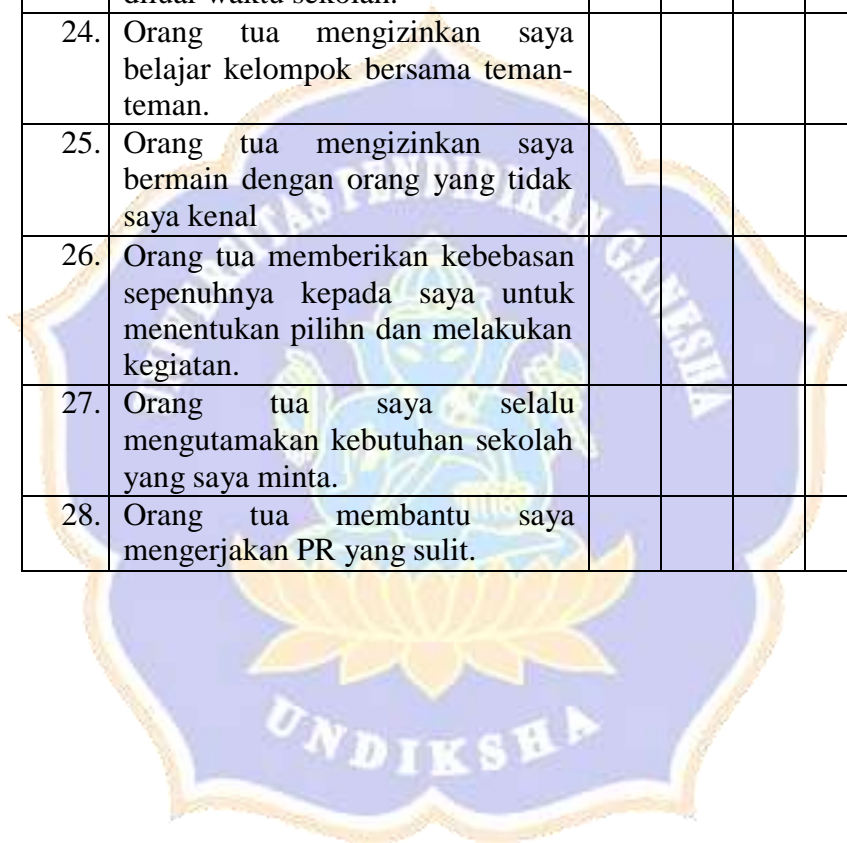 diluar waktu sekolah.
24. Orang tua mengizinkan saya
belajar kelompok bersama teman-
teman.
25. Orang tua mengizinkan saya
bermain dengan orang yang tidak
saya kenal
26. Orang tua memberikan kebebasan
sepenuhnya kepada saya untuk
menentukan pilihn dan melakukan
kegiatan.
27. Orang tua saya selalu
mengutamakan kebutuhan sekolah
yang saya minta.
28. Orang tua membantu saya
mengerjakan PR yang sulit.
UNIVERSITAS PENDIDIKAN GANESHA
UNDIKSHA